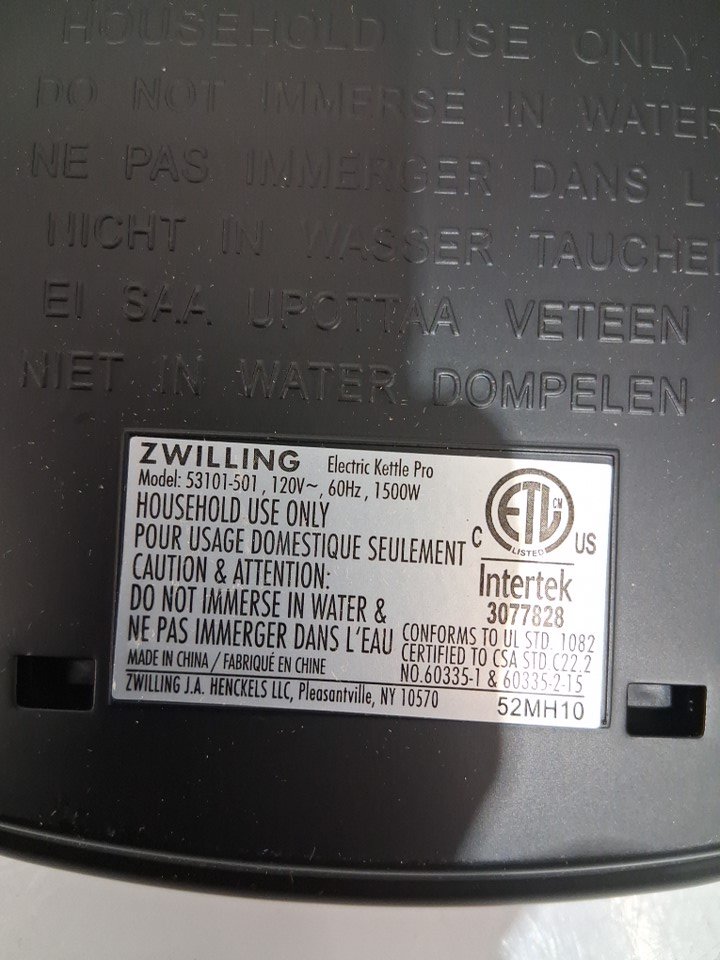 HOUSEHOLD USE ONLY
DO NOT IMMERSE IN WATER
NE PAS IMMERGER DANS L
NICHT IN WASSER TAUCHEN
EI SAA UPOTTAA VETEEN
NIET IN WATER DOMPELEN
ZWILLING Electric Kettle Pro
Model: 53101-501, 120V~, 60Hz, 1500W
HOUSEHOLD USE ONLY
POUR USAGE DOMESTIQUE SEULEMENT
CAUTION & ATTENTION:
DO NOT IMMERSE IN WATER &
NE PAS IMMERGER DANS L'EAU
MADE IN CHINA / FABRIQUÉ EN CHINE
ZWILLING J.A. HENCKELS LLC, Pleasantville, NY 10570
ETL CM
LISTED
C US
Intertek
3077828
CONFORMS TO UL STD. 1082
CERTIFIED TO CSA STD.C22.2
NO.60335-1 & 60335-2-15
52MH10